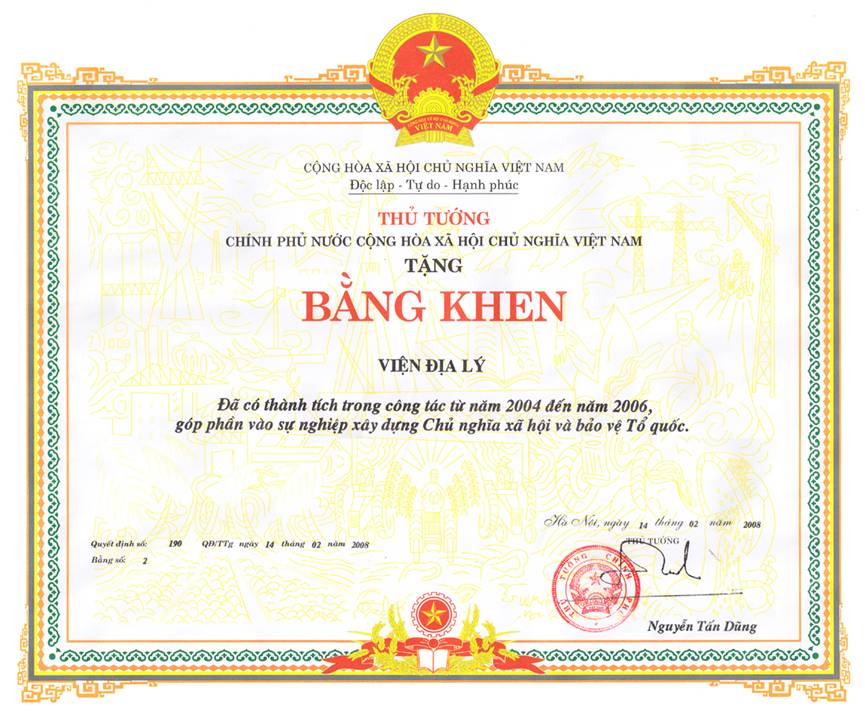 VIỆT NAM
CỘNG HÒA XÃ HỘI CHỦ NGHĨA VIỆT NAM
Độc lập - Tự do - Hạnh phúc
THỦ TƯỚNG
CHÍNH PHỦ NƯỚC CỘNG HÒA XÃ HỘI CHỦ NGHĨA VIỆT NAM
TẶNG
BẰNG KHEN
VIỆN ĐỊA LÝ
Đã có thành tích trong công tác từ năm 2004 đến năm 2006,
góp phần vào sự nghiệp xây dựng Chủ nghĩa xã hội và bảo vệ Tổ quốc.
Hà Nội, ngày 14 tháng 02 năm 2008
Quyết định số: 190 QĐ/TTg ngày 14 tháng 02 năm 2008
Bằng số: 2
THỦ TƯỚNG
THỦ TƯỚNG CHÍNH PHỦ
Nguyễn Tấn Dũng